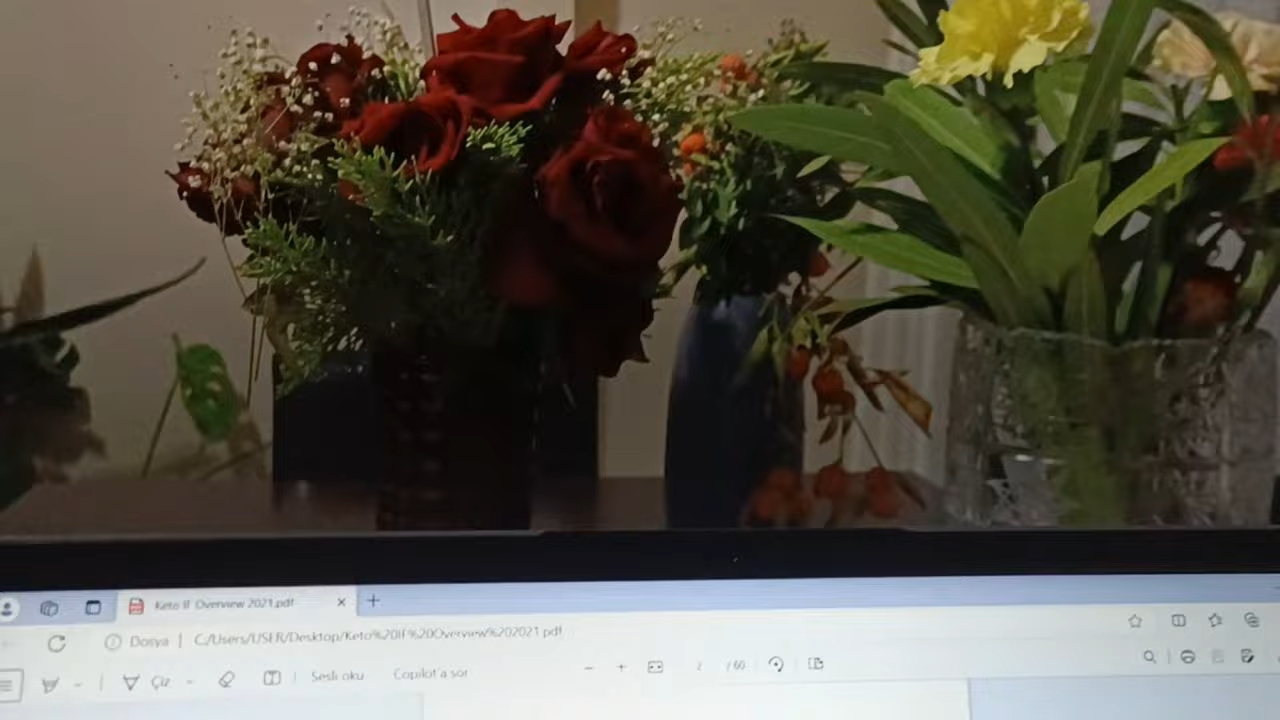 Keto IF Overview 2021.pdf
Dosya | C:/Users/USER/Desktop/Keto%20IF%20Overview%202021.pdf
Çiz | Sesli oku Copilot'a sor 2 / 60